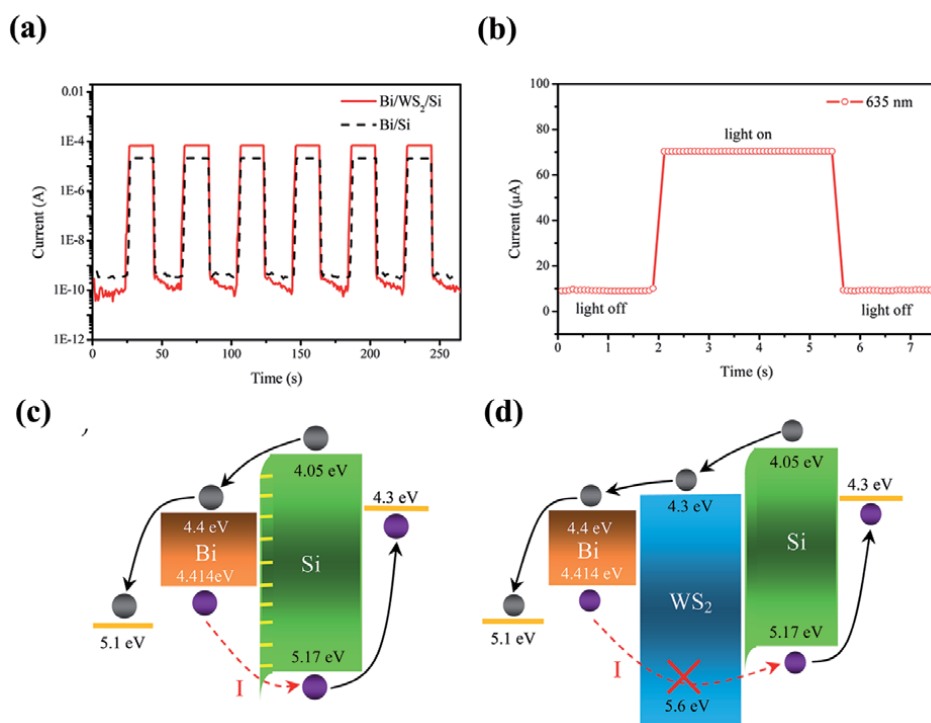 (a)
0.01
1E-4
1E-6
1E-8
1E-10
1E-12
Current (A)
Bi/WS₂/Si
Bi/Si
0 50 100 150 200 250
Time (s)
(b)
100
80
60
40
20
0
Current (μA)
635 nm
light on
light off
light off
0 1 2 3 4 5 6 7
Time (s)
(c)
,
4.05 eV
4.3 eV
4.4 eV
Bi
4.414eV
Si
5.1 eV
5.17 eV
I
(d)
4.05 eV
4.3 eV
4.3 eV
4.4 eV
Bi
4.414 eV
Si
WS₂
5.1 eV
5.17 eV
I
5.6 eV